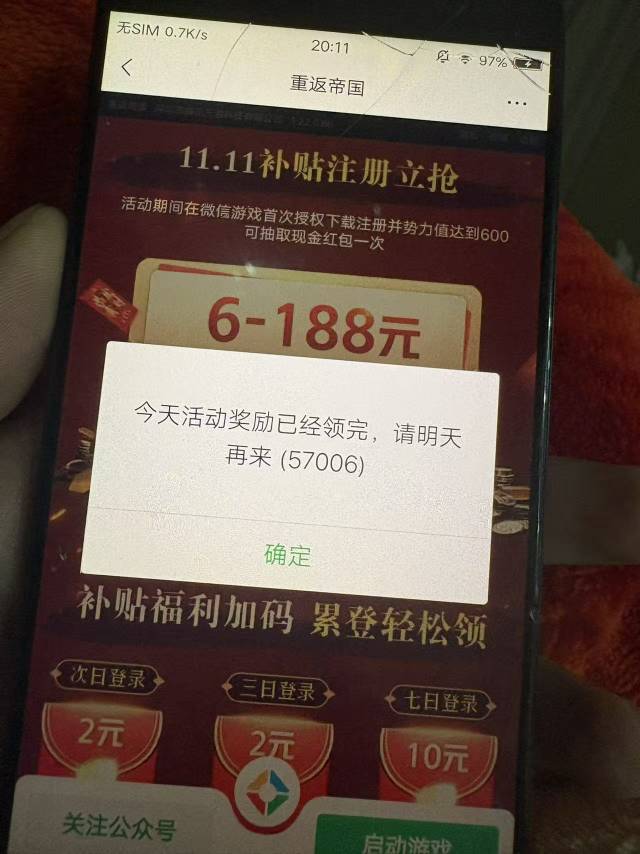 无SIM 0.7K/s
20:11
97%
重返帝国
11.11补贴注册立抢
活动期间在微信游戏首次授权下载注册并势力值达到600
可抽取现金红包一次
6-188元
今天活动奖励已经领完，请明天
再来 (57006)
确定
补贴福利加码 累登轻松领
次日登录
三日登录
七日登录
2元
2元
10元
关注公众号
启动游戏